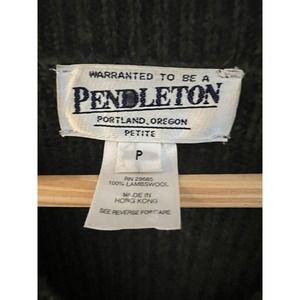 WARRANTED TO BE A
PENDLETON
PORTLAND, OREGON
PETITE
P
RN 29685
100% LAMBSWOOL
MADE IN
HONG KONG
SEE REVERSE FOR CARE